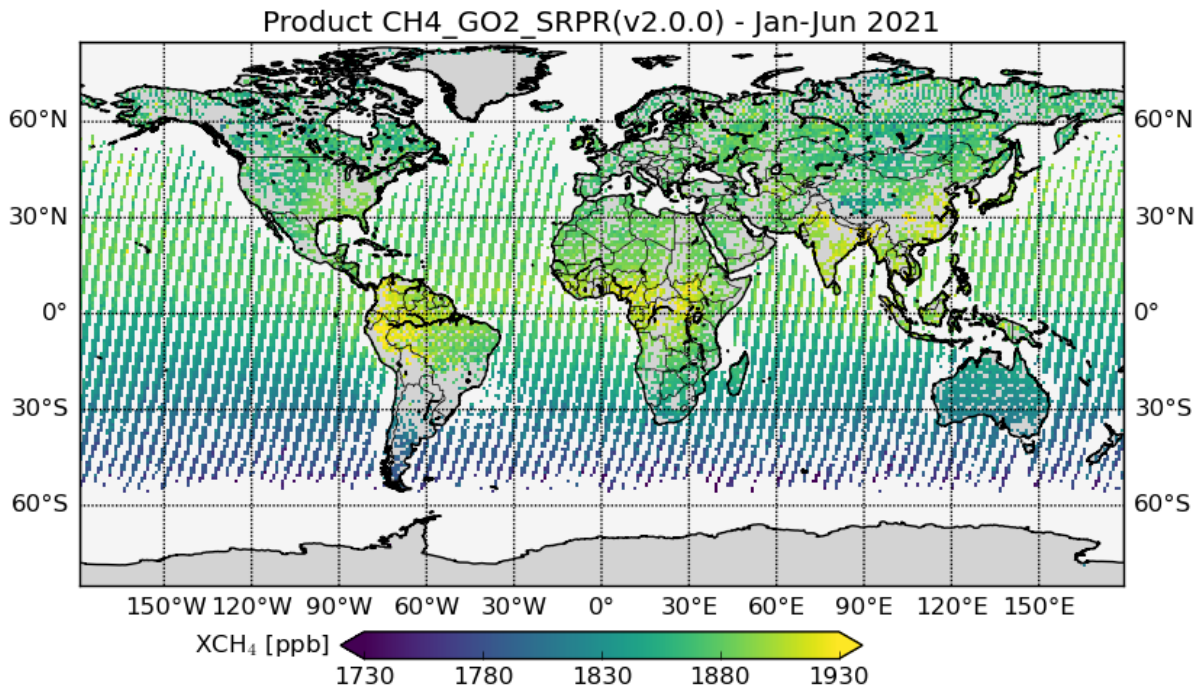 Product CH4_GO2_SRPR(v2.0.0) - Jan-Jun 2021
60°N 60°N
30°N 30°N
0° 0°
30°S 30°S
60°S 60°S
150°W 120°W 90°W 60°W 30°W 0° 30°E 60°E 90°E 120°E 150°E
XCH₄ [ppb]
1730 1780 1830 1880 1930